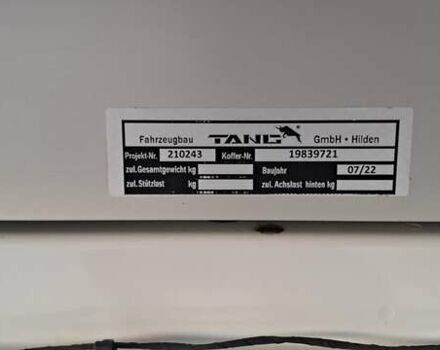 Fahrzeugbau TANG GmbH • Hilden
Projekt-Nr. 210243 Koffer-Nr. 19839721
zul.Gesamtgewicht kg Baujahr 07/22
zul. Stützlast kg zul. Achslast hinten kg